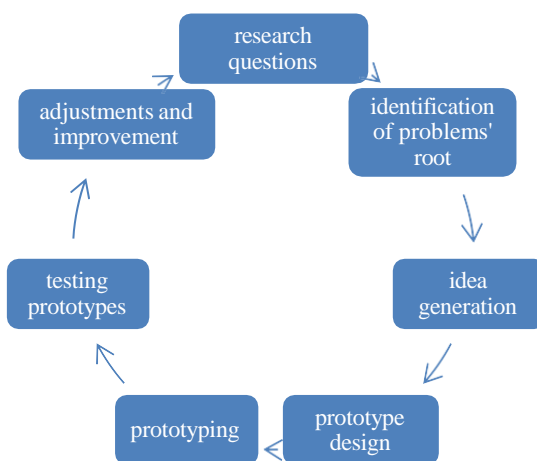 research
questions
identification
of problems'
root
idea
generation
prototype
design
prototyping
testing
prototypes
adjustments and
improvement